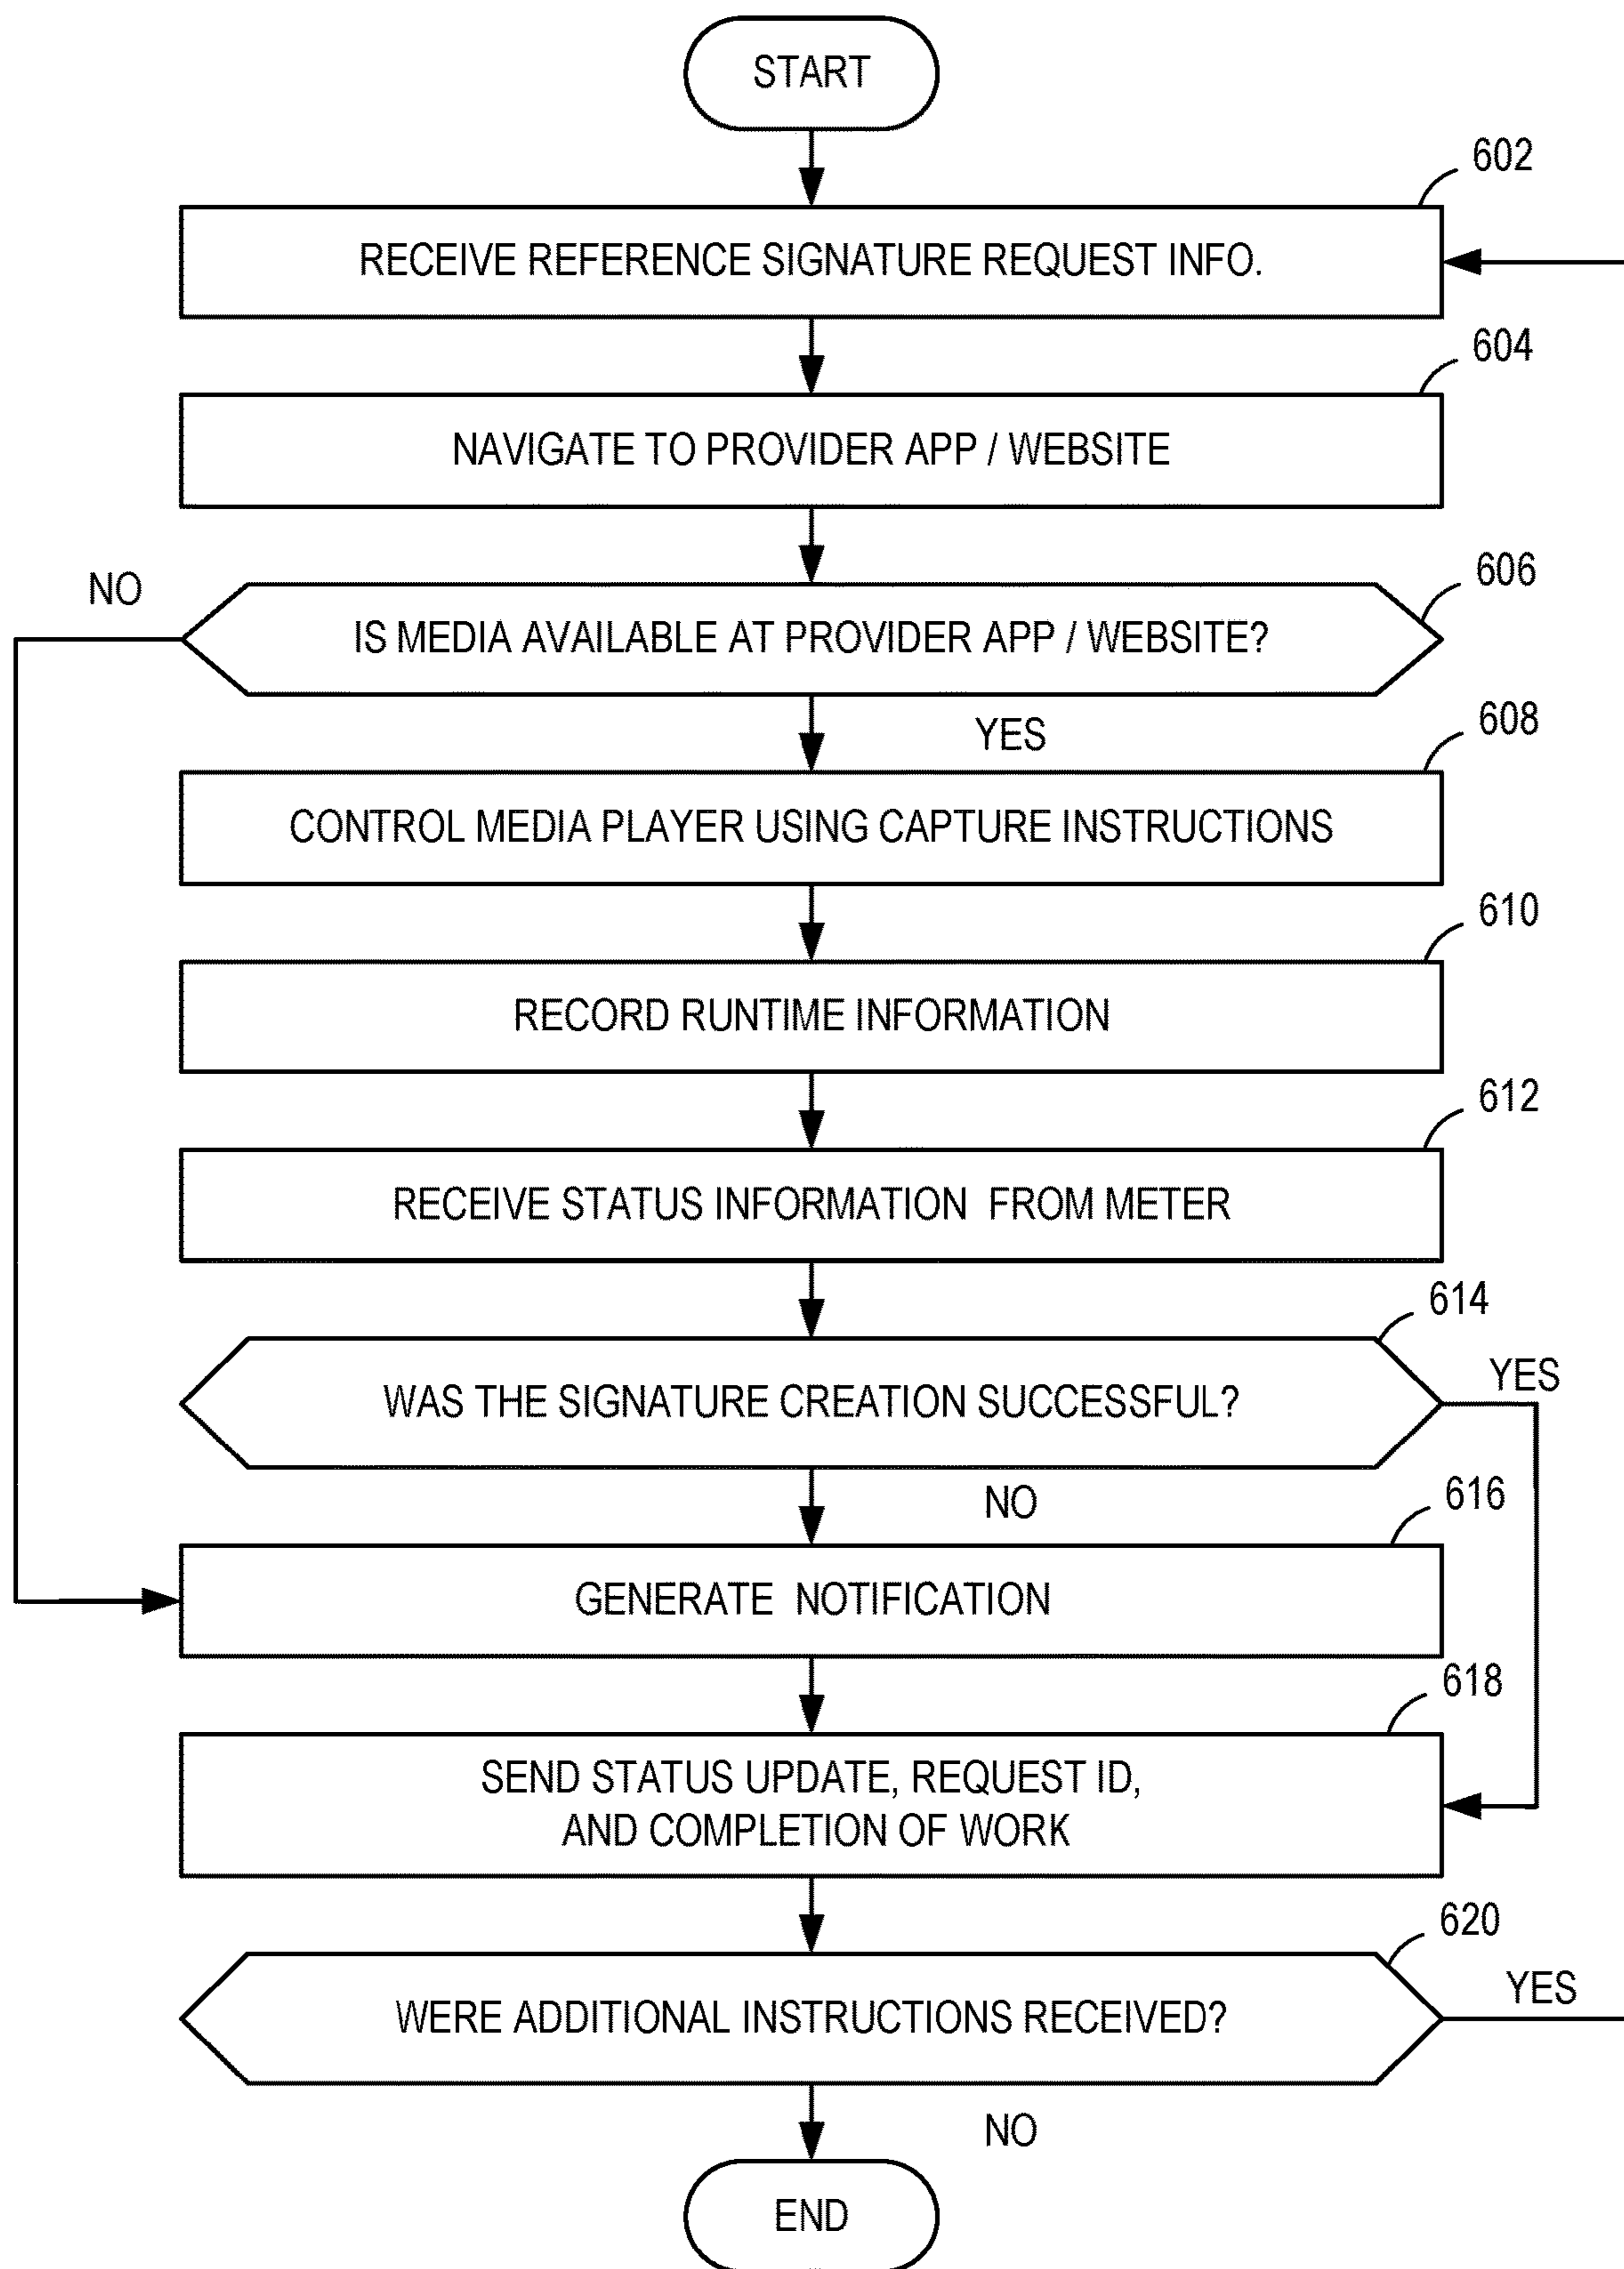 START
602
RECEIVE REFERENCE SIGNATURE REQUEST INFO.
604
NAVIGATE TO PROVIDER APP / WEBSITE
606
NO
IS MEDIA AVAILABLE AT PROVIDER APP / WEBSITE?
YES
608
CONTROL MEDIA PLAYER USING CAPTURE INSTRUCTIONS
610
RECORD RUNTIME INFORMATION
612
RECEIVE STATUS INFORMATION FROM METER
614
YES
WAS THE SIGNATURE CREATION SUCCESSFUL?
NO
616
GENERATE NOTIFICATION
618
SEND STATUS UPDATE, REQUEST ID,
AND COMPLETION OF WORK
620
YES
WERE ADDITIONAL INSTRUCTIONS RECEIVED?
NO
END